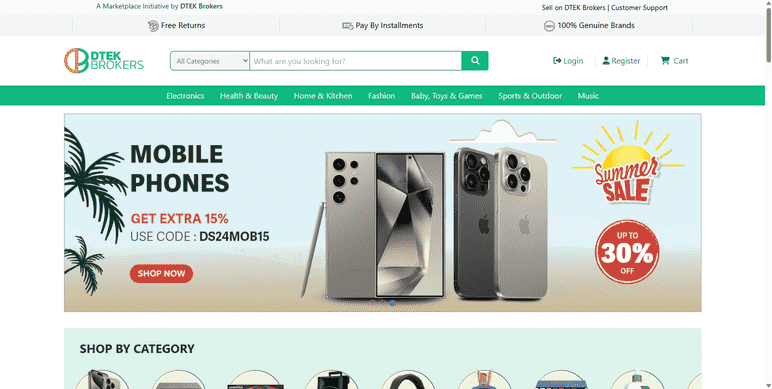 A Marketplace Initiative by DTEK Brokers
Sell on DTEK Brokers | Customer Support
Free Returns
Pay By Installments
100% Genuine Brands
DTEK
BROKERS
All Categories
What are you looking for?
Login
Register
Cart
Electronics
Health & Beauty
Home & Kitchen
Fashion
Baby, Toys & Games
Sports & Outdoor
Music
MOBILE
PHONES
GET EXTRA 15%
USE CODE : DS24MOB15
SHOP NOW
Summer
SALE
UP TO
30%
OFF
SHOP BY CATEGORY